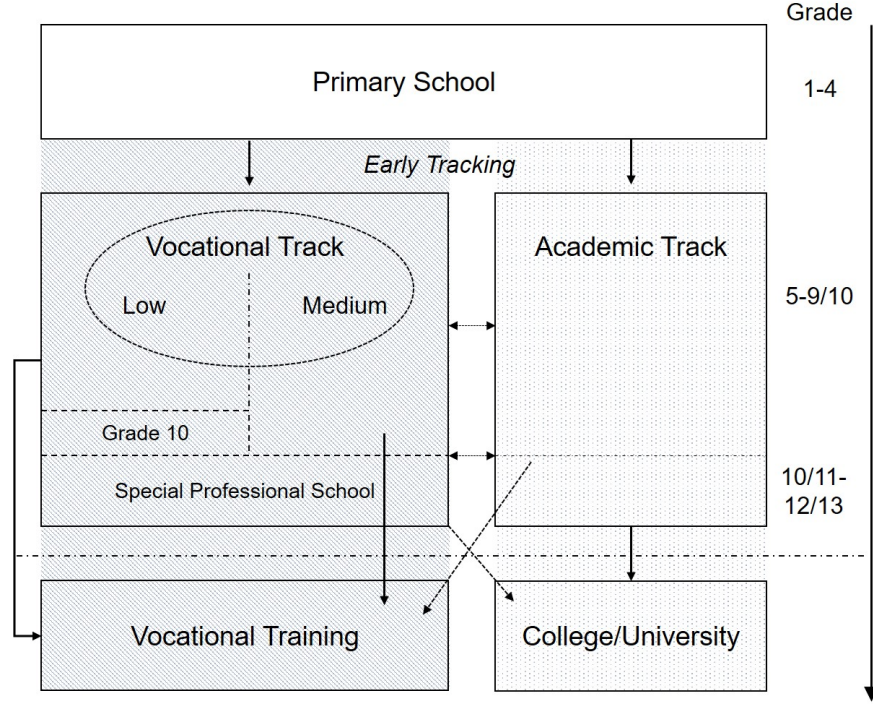 Grade
Primary School
1-4
Early Tracking
Vocational Track
Academic Track
Low
Medium
5-9/10
Grade 10
Special Professional School
10/11-
12/13
Vocational Training
College/University